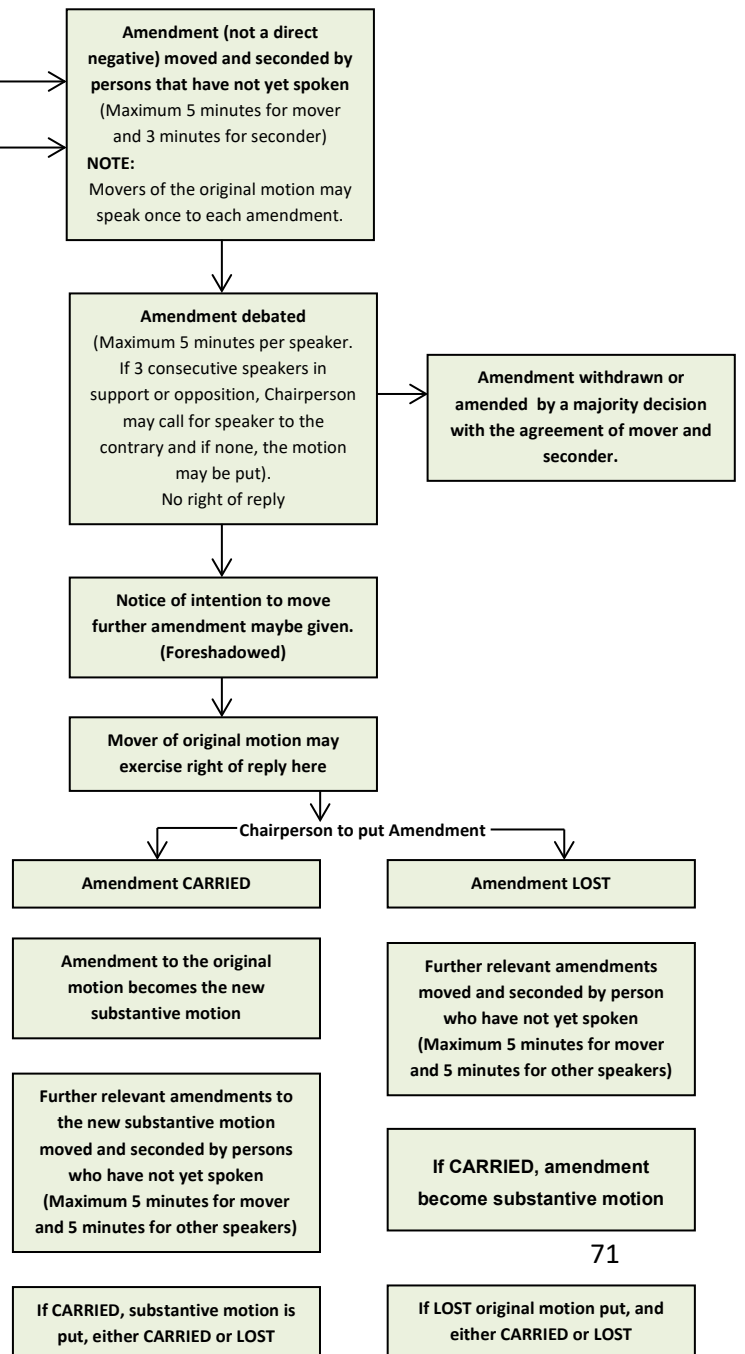 Amendment (not a direct
negative) moved and seconded by
persons that have not yet spoken
(Maximum 5 minutes for mover
and 3 minutes for seconder)
NOTE:
Movers of the original motion may
speak once to each amendment.
Amendment debated
(Maximum 5 minutes per speaker.
If 3 consecutive speakers in
support or opposition, Chairperson
may call for speaker to the
contrary and if none, the motion
may be put).
No right of reply
Amendment withdrawn or
amended by a majority decision
with the agreement of mover and
seconder.
Notice of intention to move
further amendment maybe given.
(Foreshadowed)
Mover of original motion may
exercise right of reply here
Chairperson to put Amendment
Amendment CARRIED
Amendment to the original
motion becomes the new
substantive motion
Further relevant amendments to
the new substantive motion
moved and seconded by persons
who have not yet spoken
(Maximum 5 minutes for mover
and 5 minutes for other speakers)
If CARRIED, substantive motion is
put, either CARRIED or LOST
Amendment LOST
Further relevant amendments
moved and seconded by person
who have not yet spoken
(Maximum 5 minutes for mover
and 5 minutes for other speakers)
If CARRIED, amendment
become substantive motion
71
If LOST original motion put, and
either CARRIED or LOST